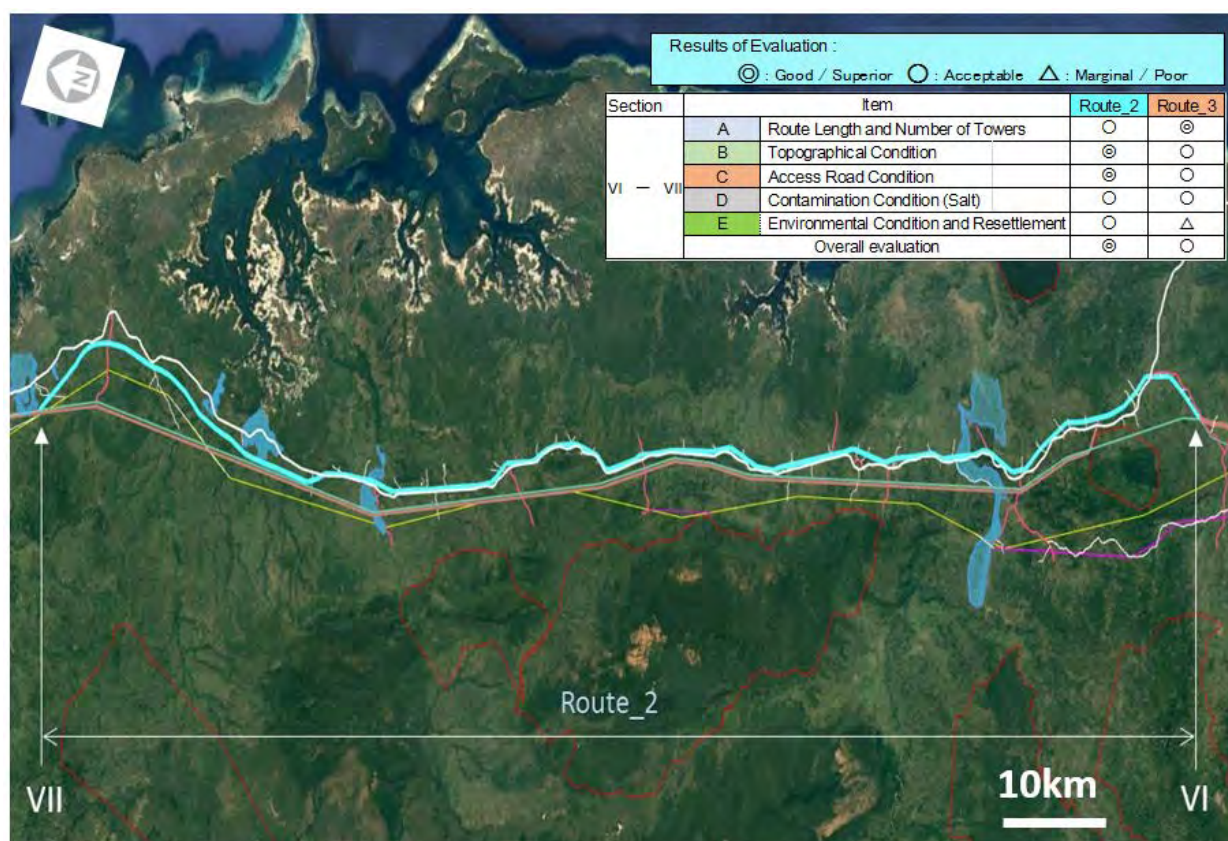 N
Results of Evaluation :
◎ : Good / Superior ○ : Acceptable △ : Marginal / Poor
Section Item Route_2 Route_3
VI － VII
A Route Length and Number of Towers ○ ◎
B Topographical Condition ◎ ○
C Access Road Condition ◎ ○
D Contamination Condition (Salt) ○ ○
E Environmental Condition and Resettlement ○ △
Overall evaluation ◎ ○
Route_2
10km
VII
VI